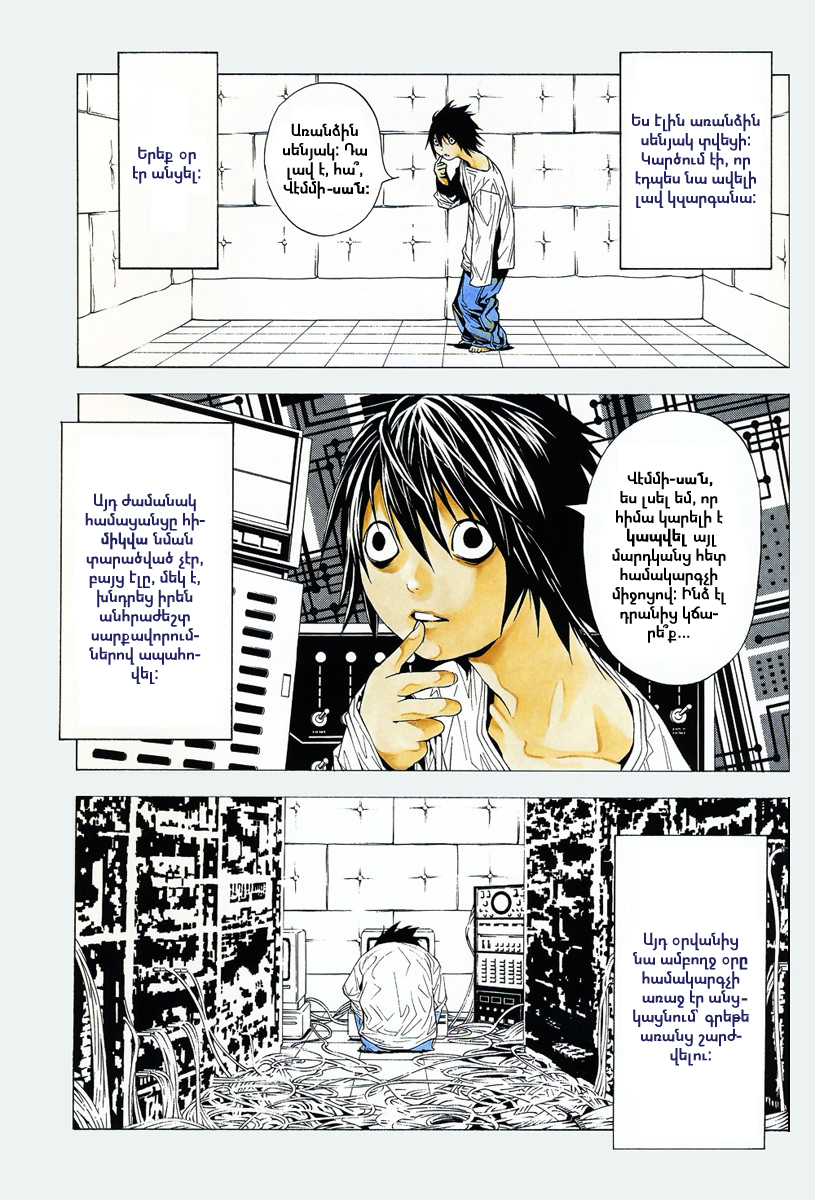 Ես էլին առանձին
սենյակ տվեցի:
Կարծում էի, որ
էդպես նա ավելի
լավ կզարգանա:
Առանձին
սենյակ: Դա
լավ է, հա՞,
Վէմմի-սան:
Երեք օր
էր անցել:
Վէմմի-սա՜ն,
ես լսել եմ, որ
հիմա կարելի է
կապվել այլ
մարդկանց հետ
համակարգչի
միջոցով: Ինձ էլ
դրանից կճա-
րե՞ք...
Այդ ժամանակ
համացանցը հի-
միկվա նման
տարածված չէր,
բայց էլը, մեկ է,
խնդրեց իրեն
անհրաժեշտ
սարքավորում-
ներով ապահո-
վել:
Այդ օրվանից
նա ամբողջ օրը
համակարգչի
առաջ էր անց-
կացնում՝ գրեթե
առանց շարժ-
վելու: